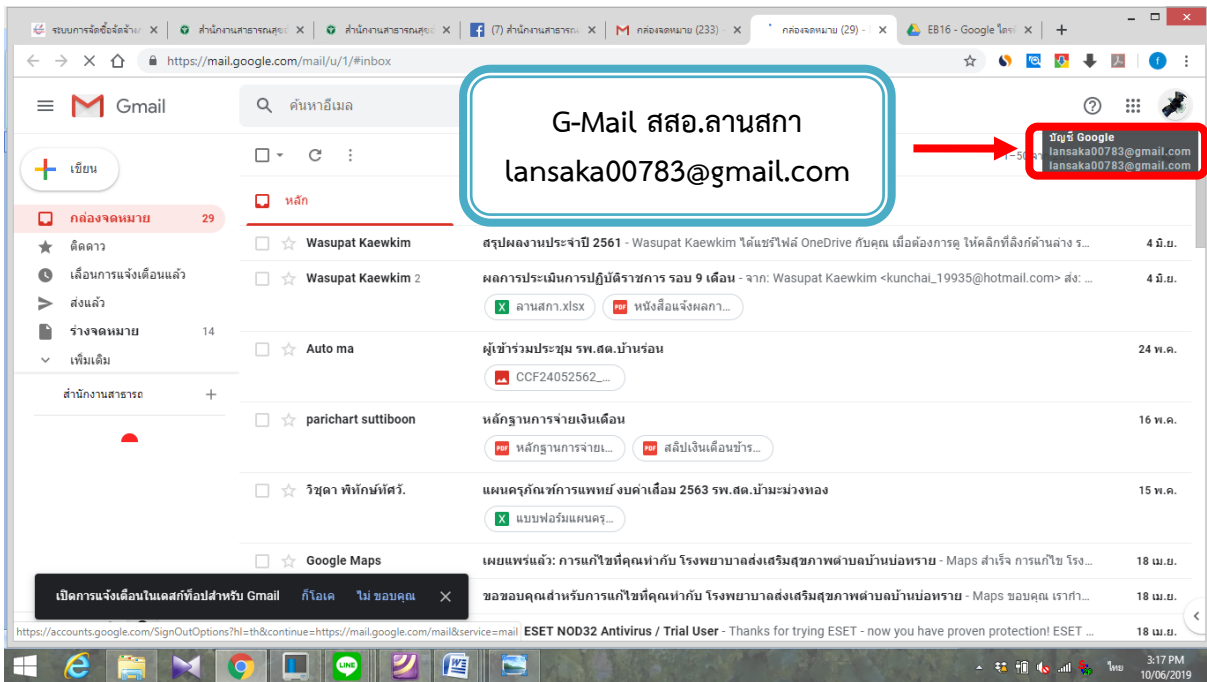 ระบบการจัดซื้อจัดจ้าง
สำนักงานสาธารณสุข
สำนักงานสาธารณสุข
(7) สำนักงานสาธารณ
กล่องจดหมาย (233) -
กล่องจดหมาย (29) -
EB16 - Google ไดร
https://mail.google.com/mail/u/1/#inbox
Gmail
ค้นหาอีเมล
G-Mail สสอ.ลานสกา
lansaka00783@gmail.com
บัญชี Google
lansaka00783@gmail.com
lansaka00783@gmail.com
เขียน
หลัก
กล่องจดหมาย 29
ติดดาว
เลื่อนการแจ้งเตือนแล้ว
ส่งแล้ว
ร่างจดหมาย 14
เพิ่มเติม
สำนักงานสาธารถ
Wasupat Kaewkim สรุปผลงานประจำปี 2561 - Wasupat Kaewkim ได้แชร์ไฟล์ OneDrive กับคุณ เมื่อต้องการดู ให้คลิกที่ลิงก์ด้านล่าง ร... 4 มิ.ย.
Wasupat Kaewkim 2 ผลการประเมินการปฏิบัติราชการ รอบ 9 เดือน - จาก: Wasupat Kaewkim <kunchai_19935@hotmail.com> ส่ง: ... 4 มิ.ย.
ลานสกา.xlsx PDF หนังสือแจ้งผลกา...
Auto ma ผู้เข้าร่วมประชุม รพ.สต.บ้านร่อน 24 พ.ค.
CCF24052562_...
parichart suttiboon หลักฐานการจ่ายเงินเดือน 16 พ.ค.
PDF หลักฐานการจ่ายเ... PDF สลิปเงินเดือนข้าร...
วิชุดา พิทักษ์ทัศวั. แผนครุภัณฑ์การแพทย์ งบค่าเสื่อม 2563 รพ.สต.บ้ามะม่วงทอง 15 พ.ค.
X แบบฟอร์มแผนครุ...
Google Maps เผยแพร่แล้ว: การแก้ไขที่คุณทำกับ โรงพยาบาลส่งเสริมสุขภาพตำบลบ้านบ่อทราย - Maps สำเร็จ การแก้ไข โรง... 18 เม.ย.
ขอขอบคุณสำหรับการแก้ไขที่คุณทำกับ โรงพยาบาลส่งเสริมสุขภาพตำบลบ้านบ่อทราย - Maps ขอบคุณ เรากำ... 18 เม.ย.
ESET NOD32 Antivirus / Trial User - Thanks for trying ESET - now you have proven protection! ESET ... 18 เม.ย.
เปิดการแจ้งเตือนในเดสก์ท็อปสำหรับ Gmail ก็โอเค ไม่ ขอบคุณ
https://accounts.google.com/SignOutOptions?hl=th&continue=https://mail.google.com/mail&service=mail
LINE
ไทย
3:17 PM
10/06/2019